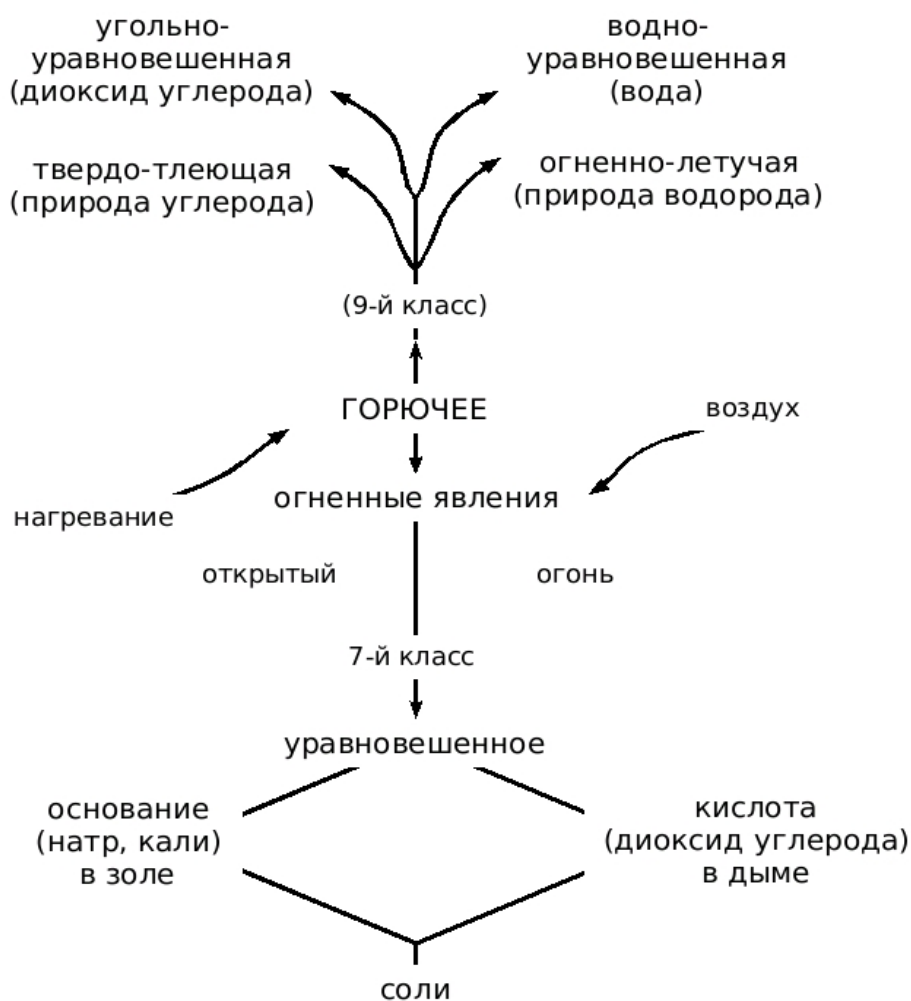 угольно-
уравновешенная
(диоксид углерода)
водно-
уравновешенная
(вода)
твердо-тлеющая
(природа углерода)
огненно-летучая
(природа водорода)
(9-й класс)
ГОРЮЧЕЕ
воздух
нагревание
огненные явления
открытый
огонь
7-й класс
уравновешенное
основание
(натр, кали)
в золе
кислота
(диоксид углерода)
в дыме
соли